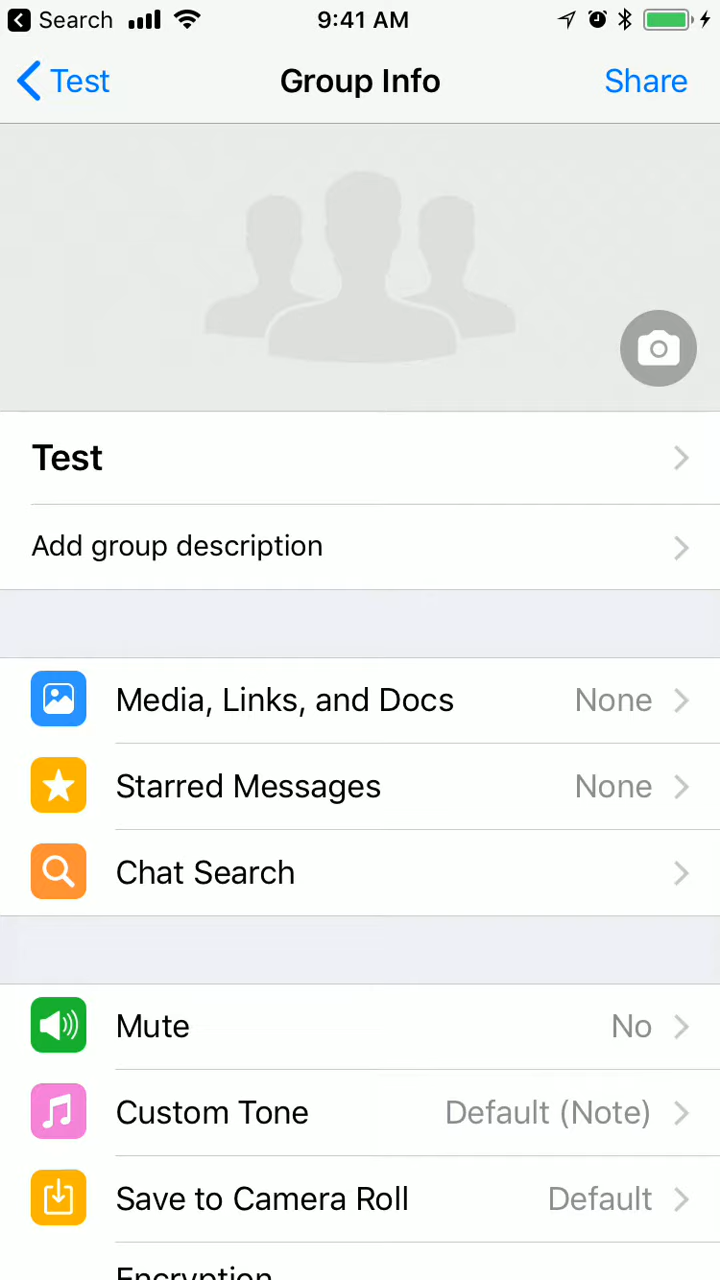 Search 9:41 AM
Test Group Info Share
Test
Add group description
Media, Links, and Docs None
Starred Messages None
Chat Search
Mute No
Custom Tone Default (Note)
Save to Camera Roll Default
Encryption